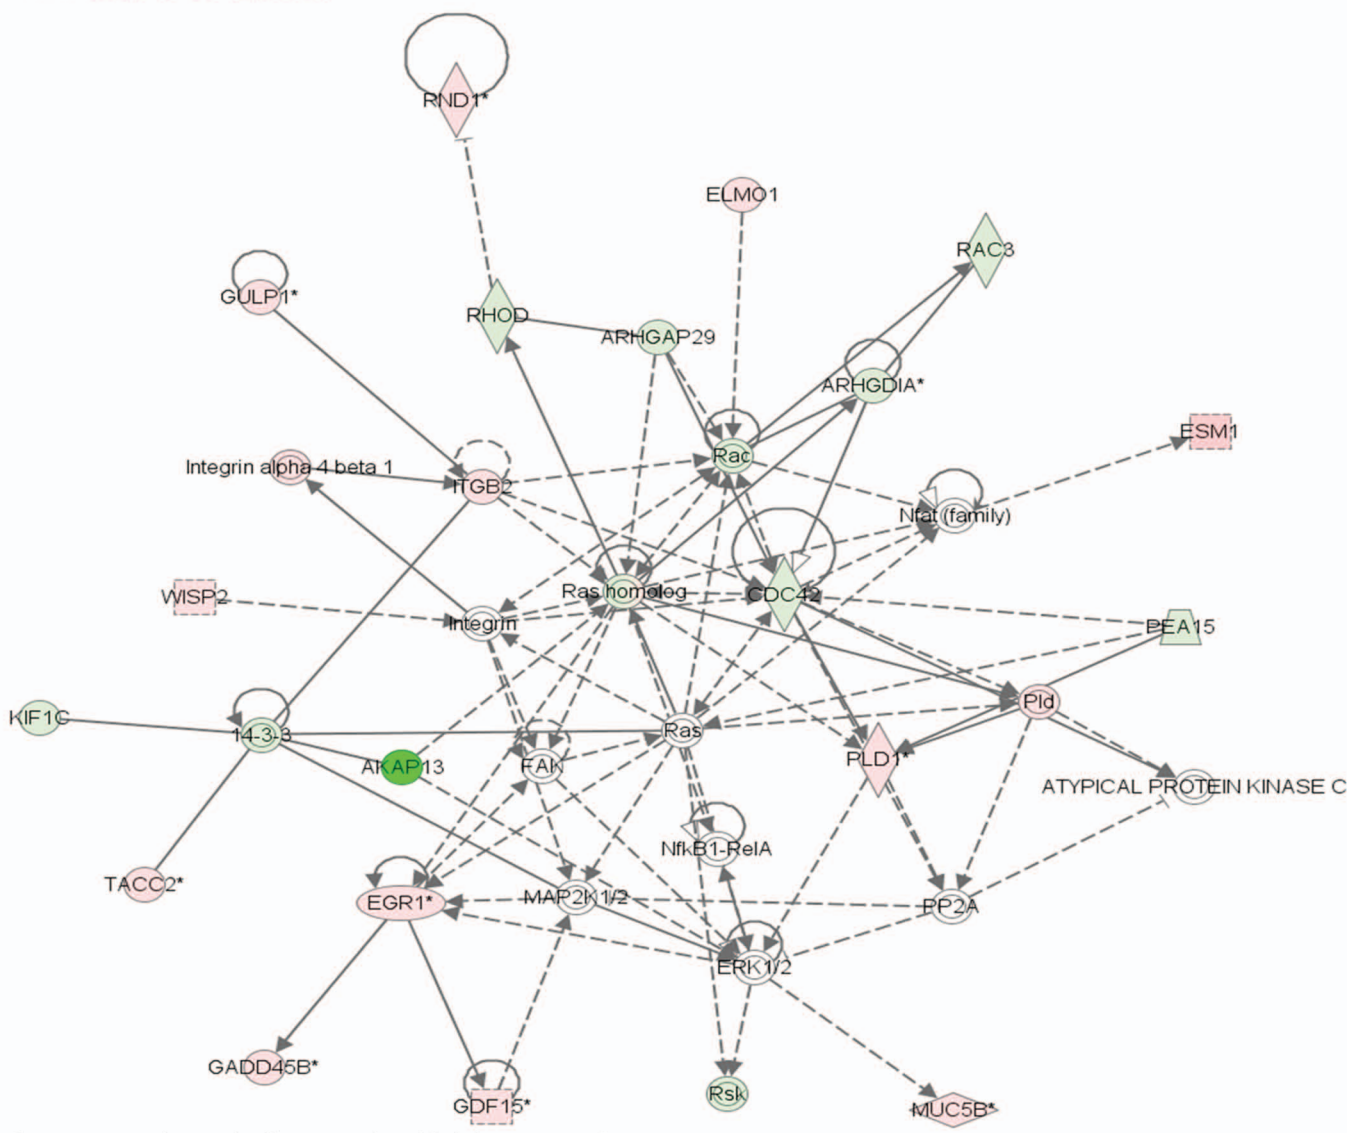 RND1*
ELMO1
RAC3
GULP1*
RHOD
ARHGAP29
ARHGDIA*
ESM1
Rac
Integrin alpha 4 beta 1
ITGB2
Nfat (family)
Ras homolog
CDC42
WISP2
Integrin
PEA15
Pld
KIF1C
14-3-3
Ras
AKAP13
FAK
PLD1*
ATYPICAL PROTEIN KINASE C
NfkB1-RelA
TACC2*
EGR1*
MAP2K1/2
PP2A
ERK1/2
GADD45B*
GDF15*
Rsk
MUC5B*